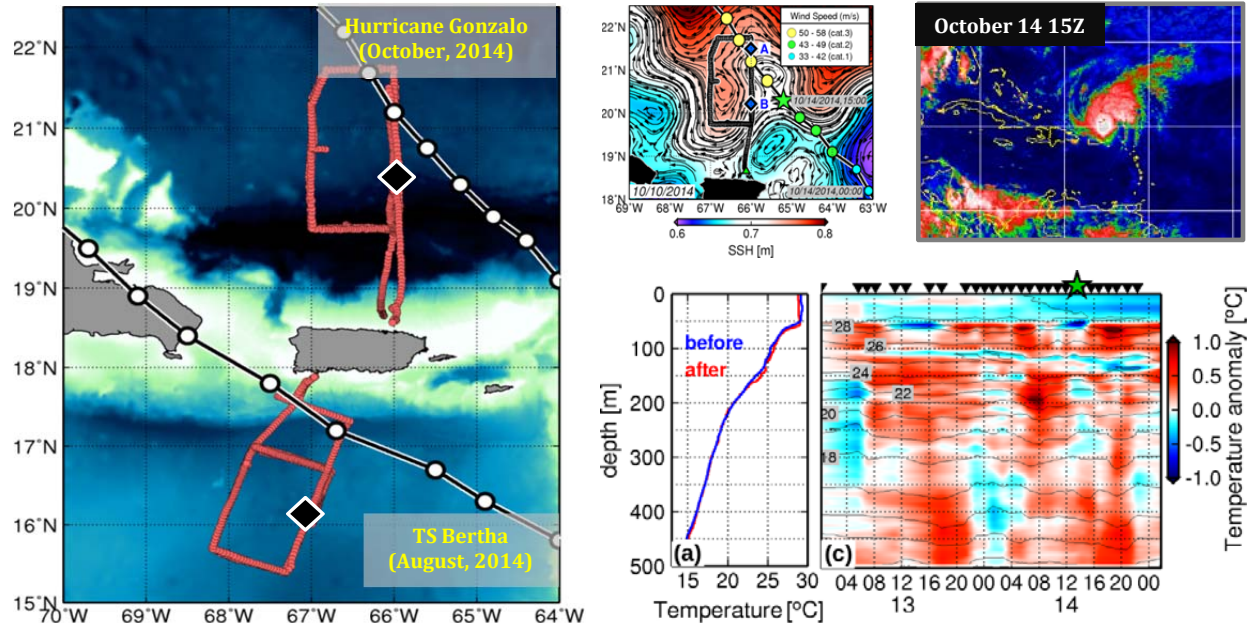 22°N
21°N
20°N
19°N
18°N
17°N
16°N
15°N
70°W 69°W 68°W 67°W 66°W 65°W 64°W
Hurricane Gonzalo
(October, 2014)
TS Bertha
(August, 2014)
22°N
21°N
20°N
19°N
18°N
69°W 68°W 67°W 66°W 65°W 64°W 63°W
Wind Speed (m/s)
50 - 58 (cat.3)
43 - 49 (cat.2)
33 - 42 (cat.1)
A
B
10/14/2014,15:00
10/10/2014
10/14/2014,00:00
0.6 0.7 0.8
SSH [m]
October 14 15Z
0
100
200
300
400
500
depth [m]
before
after
(a)
15 20 25 30
Temperature [ºC]
28
26
24
22
20
18
(c)
04 08 12 16 20 00 04 08 12 16 20 00
13 14
1.0
0.5
0.0
-0.5
-1.0
Temperature anomaly [ºC]